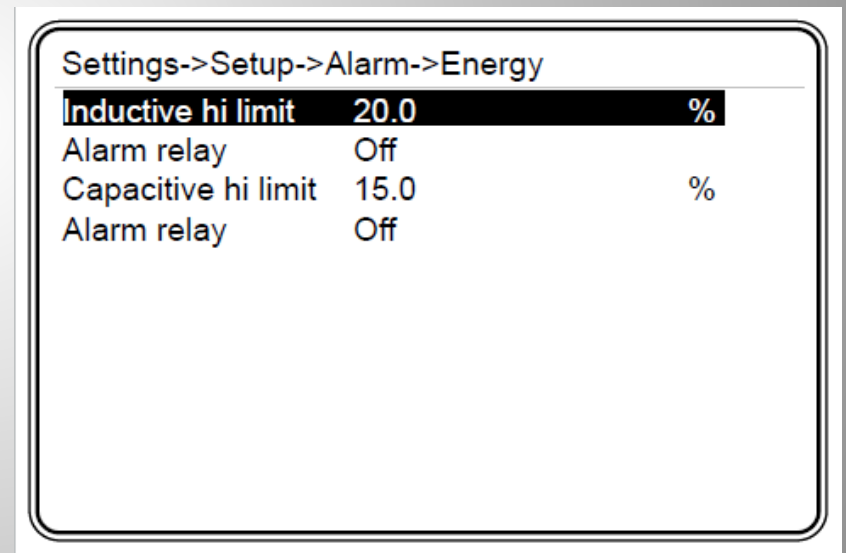 Settings->Setup->Alarm->Energy
Inductive hi limit 20.0 %
Alarm relay Off
Capacitive hi limit 15.0 %
Alarm relay Off